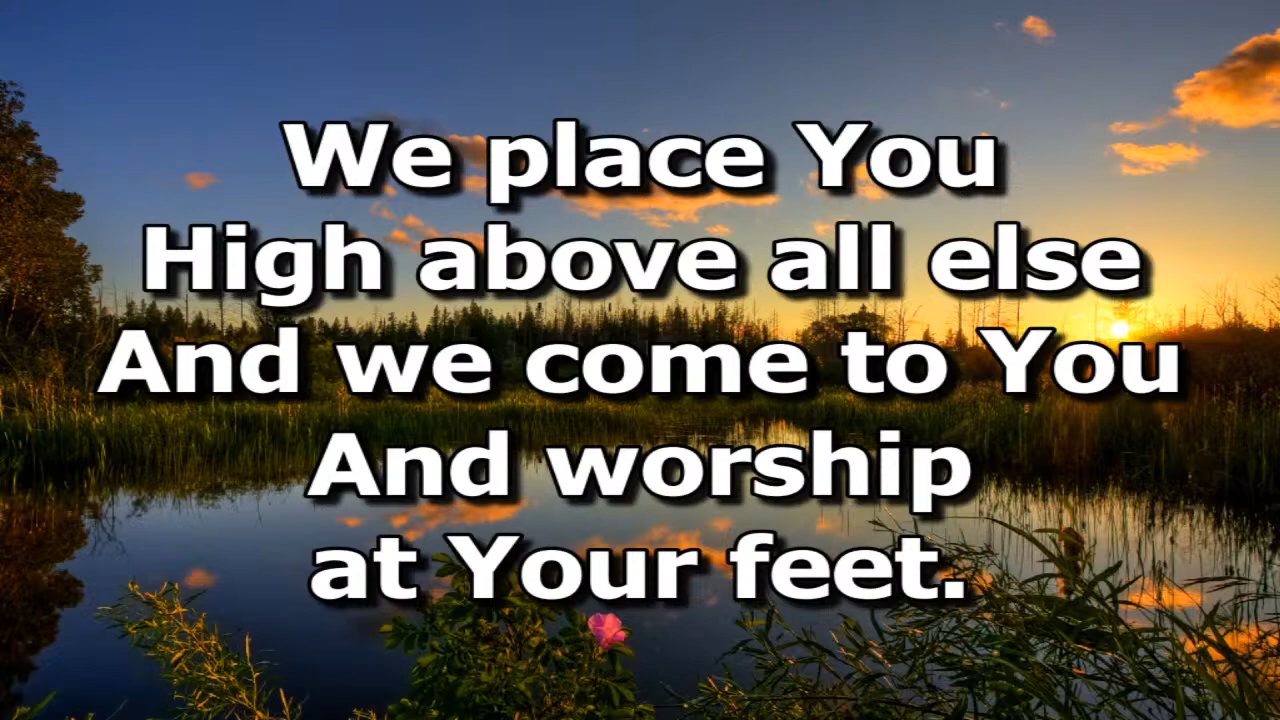 We place You
High above all else
And we come to You
And worship
at Your feet.